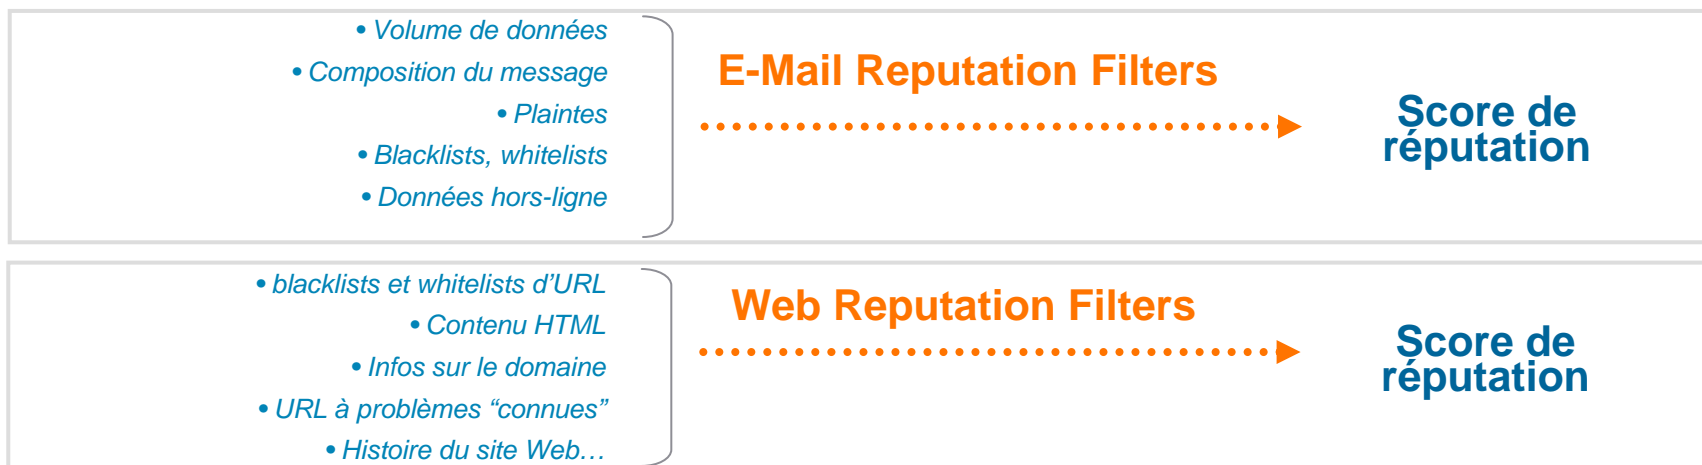 • Volume de données
• Composition du message
• Plaintes
• Blacklists, whitelists
• Données hors-ligne
E-Mail Reputation Filters
Score de
réputation
• blacklists et whitelists d’URL
• Contenu HTML
• Infos sur le domaine
• URL à problèmes “connues”
• Histoire du site Web…
Web Reputation Filters
Score de
réputation